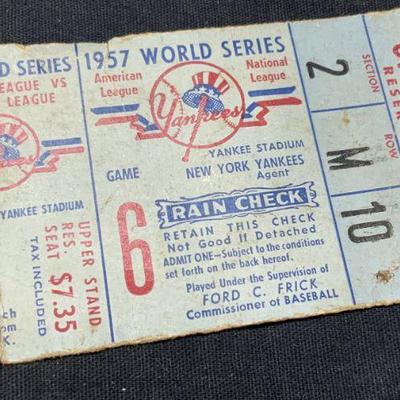 D SERIES
EAGUE VS
LEAGUE
Yankees
YANKEE STADIUM
UPPER STAND
RES
SEAT $7.35
TAX INCLUDED
1957 WORLD SERIES
American League
National League
Yankees
YANKEE STADIUM
GAME
NEW YORK YANKEES
Agent
6
RAIN CHECK
RETAIN THIS CHECK
Not Good If Detached
ADMIT ONE—Subject to the conditions
set forth on the back hereof.
Played Under the Supervision of
FORD C. FRICK
Commissioner of BASEBALL
2
SECTION
M
ROW
10
RESER